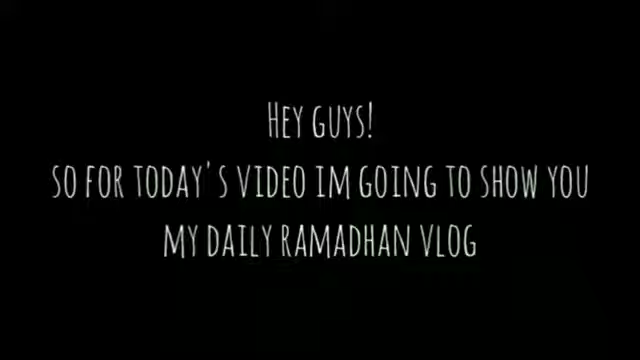 HEY GUYS!
SO FOR TODAY'S VIDEO IM GOING TO SHOW YOU
MY DAILY RAMADHAN VLOG